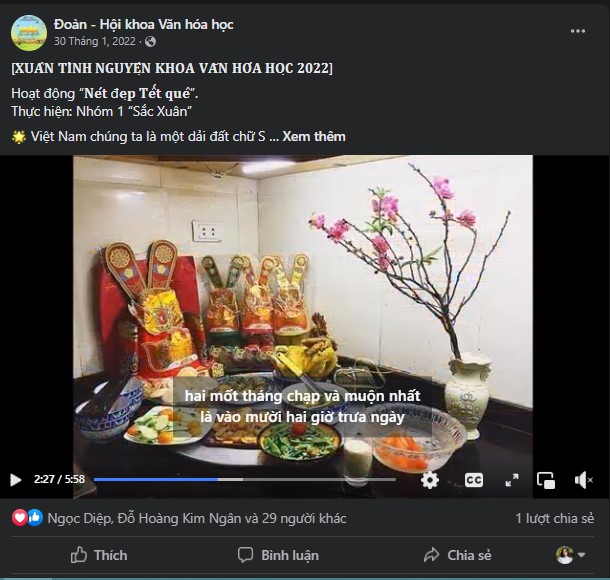 Đoàn - Hội khoa Văn hóa học
30 Tháng 1, 2022 ·
[XUÂN TÌNH NGUYỆN KHOA VĂN HÓA HỌC 2022]
Hoạt động “Nét đẹp Tết quê”.
Thực hiện: Nhóm 1 “Sắc Xuân”
🌟 Việt Nam chúng ta là một dải đất chữ S ... Xem thêm
hai mốt tháng chạp và muộn nhất
là vào mười hai giờ trưa ngày
2:27 / 5:58
CC
Ngọc Diệp, Đỗ Hoàng Kim Ngân và 29 người khác
1 lượt chia sẻ
Thích
Bình luận
Chia sẻ